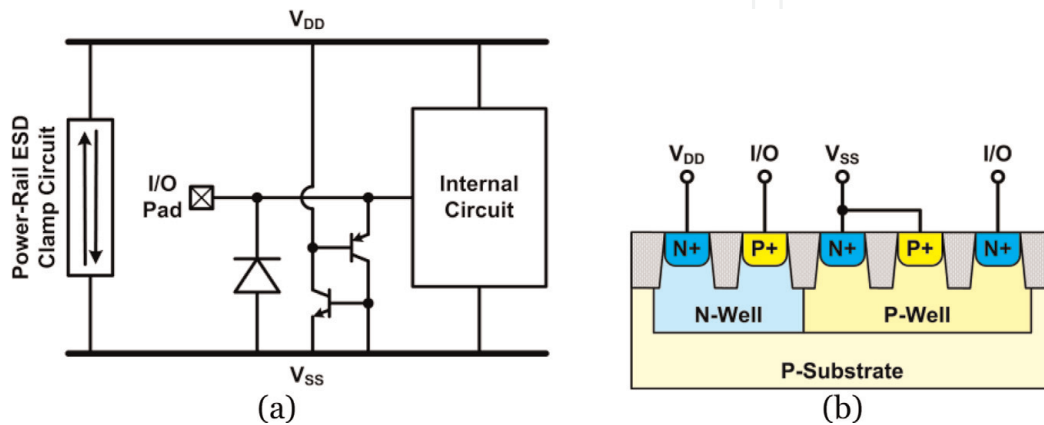 VDD
Power-Rail ESD
Clamp Circuit
I/O
Pad
Internal
Circuit
VSS
(a)
VDD
I/O
VSS
I/O
N+
P+
N+
P+
N+
N-Well
P-Well
P-Substrate
(b)